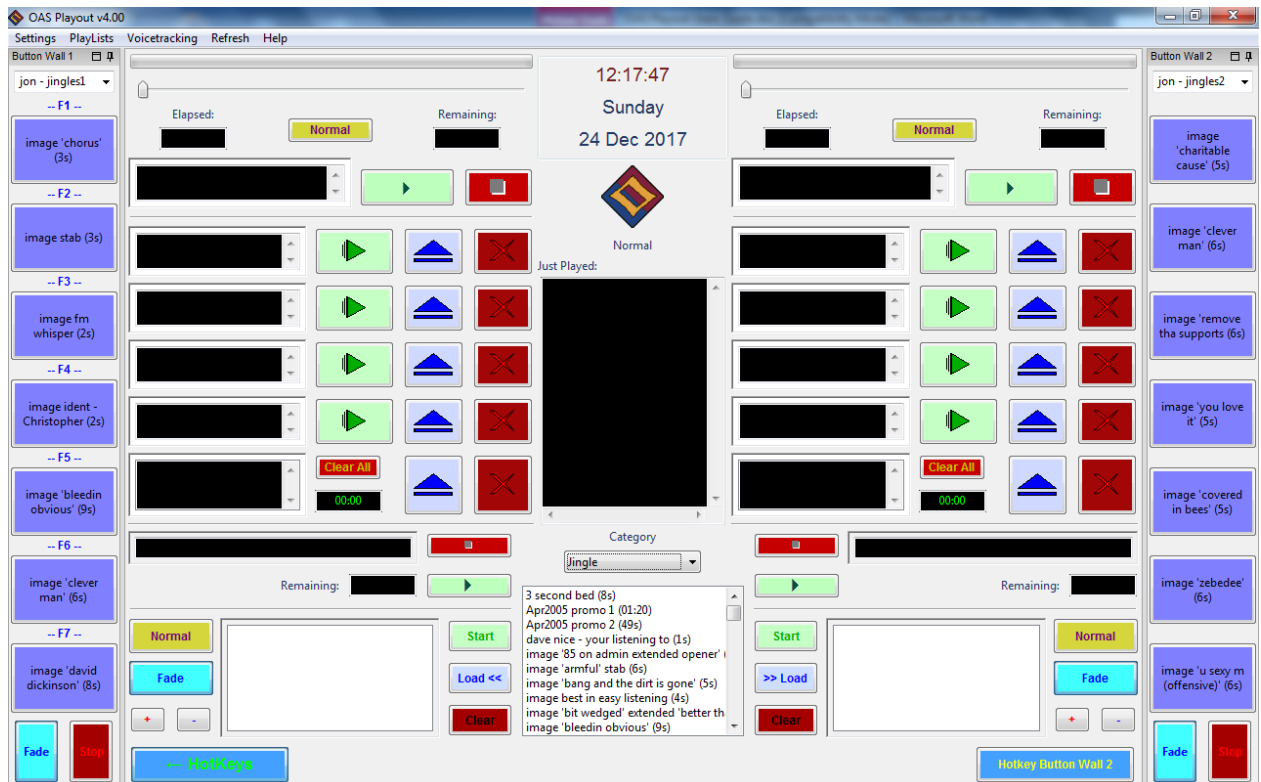 OAS Playout v4.00
Settings PlayLists Voicetracking Refresh Help
Button Wall 1
jon - jingles1
-- F1 --
image 'chorus'
(3s)
-- F2 --
image stab (3s)
-- F3 --
image fm
whisper (2s)
-- F4 --
image ident -
Christopher (2s)
-- F5 --
image 'bleedin
obvious' (9s)
-- F6 --
image 'clever
man' (6s)
-- F7 --
image 'david
dickinson' (8s)
Fade
Stop
Elapsed:
Normal
Remaining:
Clear All
00:00
Remaining:
Normal
Fade
+ -
Start
Load <<
Clear
← HotKeys
12:17:47
Sunday
24 Dec 2017
Normal
Just Played:
Category
Jingle
3 second bed (8s)
Apr2005 promo 1 (01:20)
Apr2005 promo 2 (49s)
dave nice - your listening to (1s)
image '85 on admin extended opener' (
image 'armful' stab (6s)
image 'bang and the dirt is gone' (5s)
image best in easy listening (4s)
image 'bit wedged' extended 'better th
image 'bleedin obvious' (9s)
Elapsed:
Normal
Remaining:
Clear All
00:00
Remaining:
Start
>> Load
Clear
Normal
Fade
+ -
Hotkey Button Wall 2
Button Wall 2
jon - jingles2
image
'charitable
cause' (5s)
image 'clever
man' (6s)
image 'remove
tha supports (6s)
image 'you love
it' (5s)
image 'covered
in bees' (5s)
image 'zebedee'
(6s)
image 'u sexy m
(offensive)' (6s)
Fade
Stop